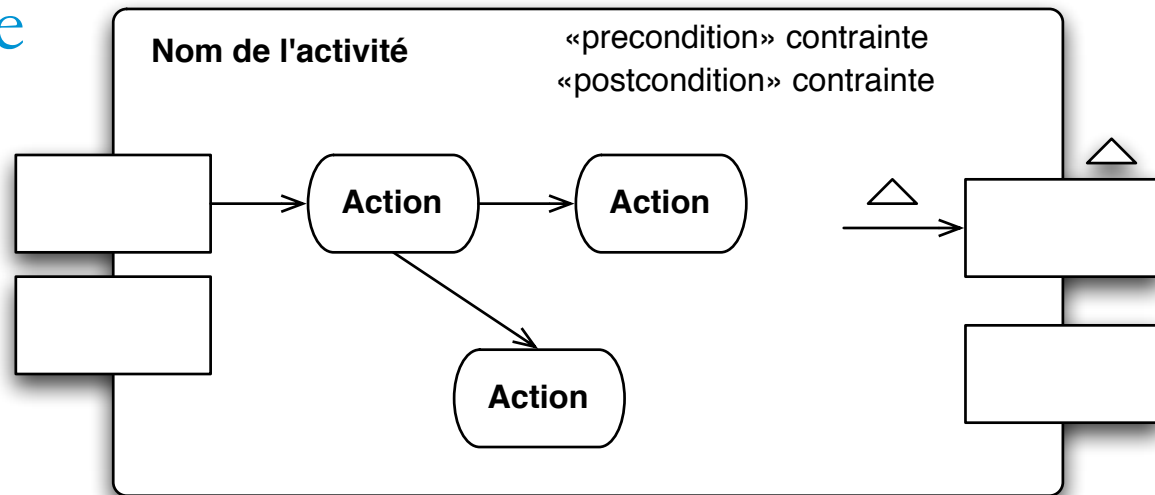 e
Nom de l'activité
«precondition» contrainte
«postcondition» contrainte
Action
Action
Action